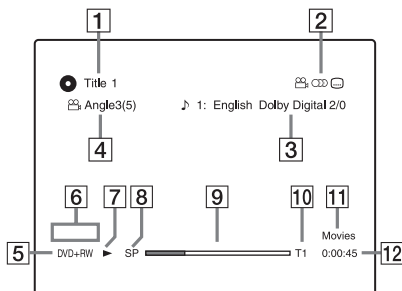 1
2
Title 1
Angle3(5)
1: English Dolby Digital 2/0
4
3
6
7
8
9
10
11
Movies
5
DVD+RW
SP
T1
0:00:45
12